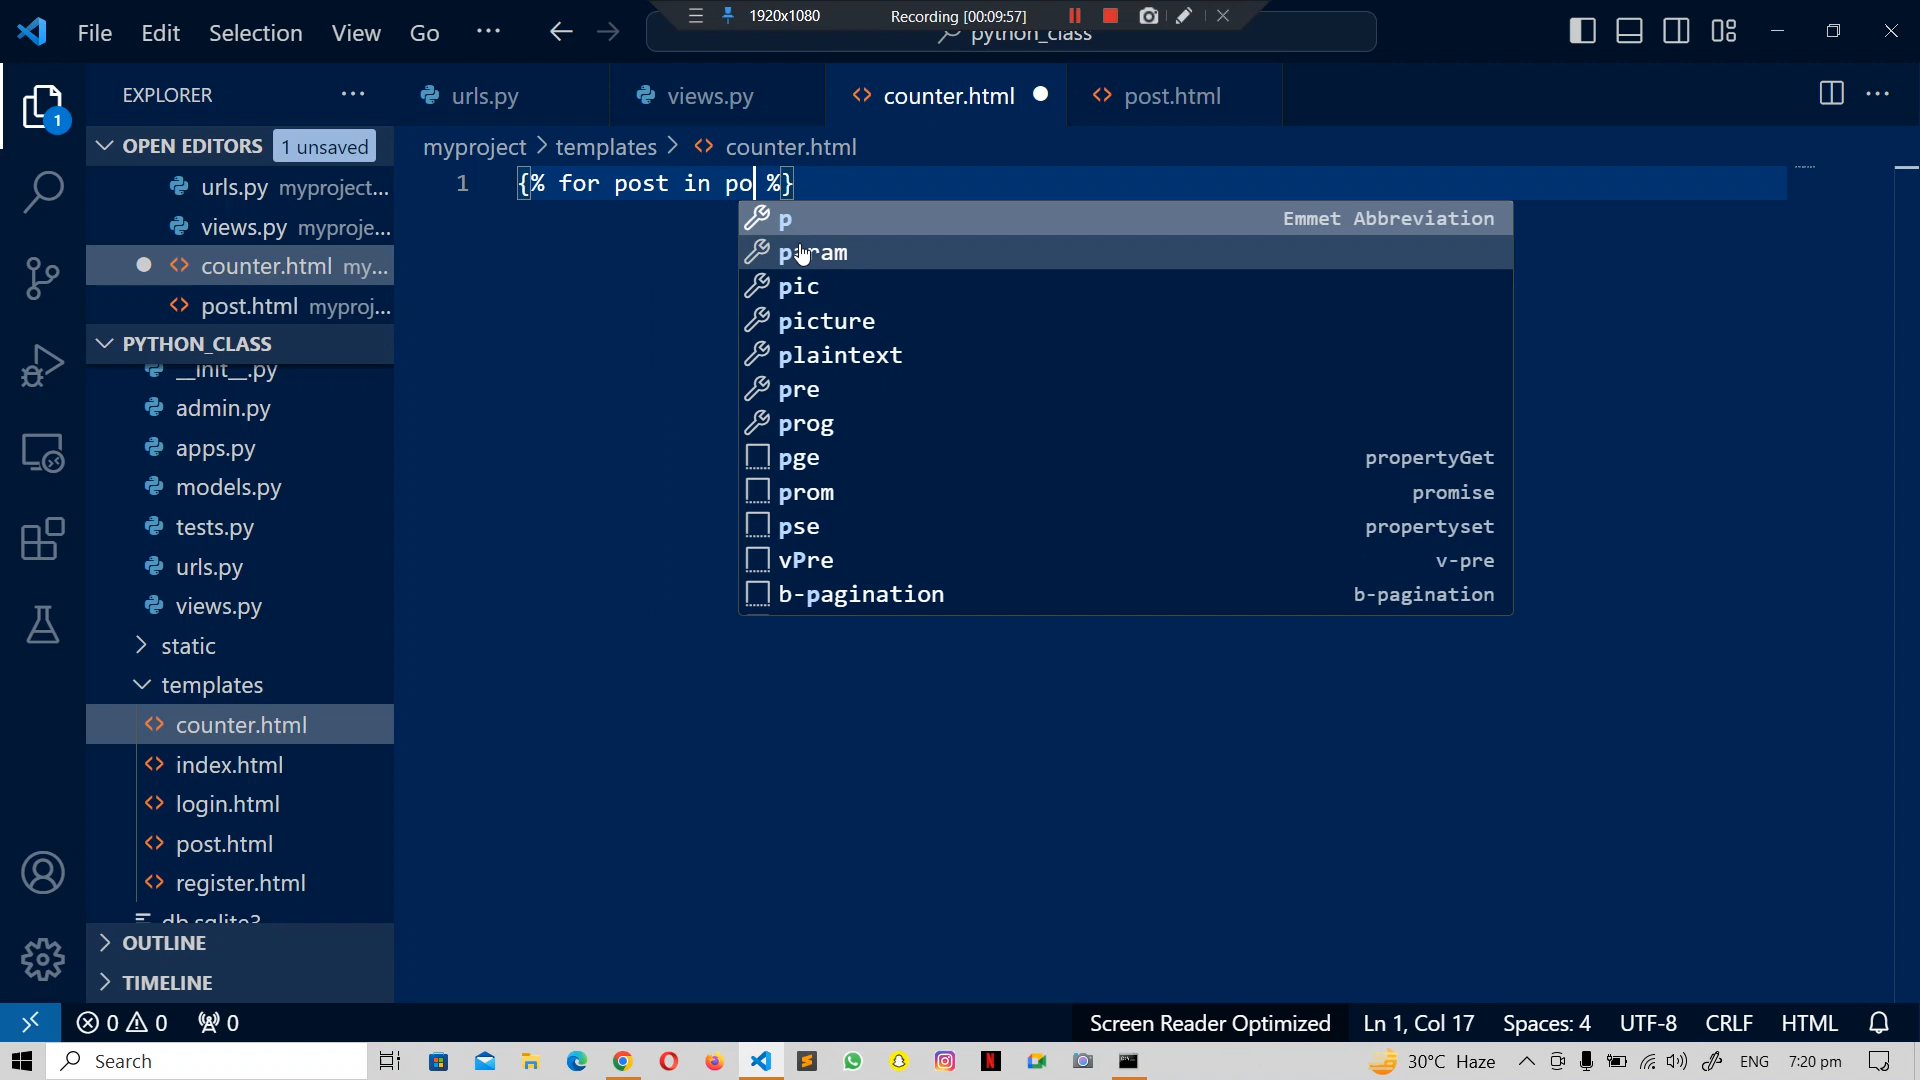 1920x1080
Recording [00:09:57]
File Edit Selection View Go ...
python_class
EXPLORER ...
urls.py
views.py
counter.html
post.html
1
OPEN EDITORS
1 unsaved
myproject > templates > counter.html
urls.py myproject...
1
{% for post in po %}
views.py myproje...
counter.html my...
post.html myproj...
p Emmet Abbreviation
param
pic
picture
plaintext
pre
prog
pge propertyGet
prom promise
pse propertyset
vPre v-pre
b-pagination b-pagination
PYTHON_CLASS
__init__.py
admin.py
apps.py
models.py
tests.py
urls.py
views.py
static
templates
counter.html
index.html
login.html
post.html
register.html
db.sqlite3
OUTLINE
TIMELINE
0 0 0
Screen Reader Optimized
Ln 1, Col 17
Spaces: 4
UTF-8
CRLF
HTML
Search
30°C Haze
ENG
7:20 pm